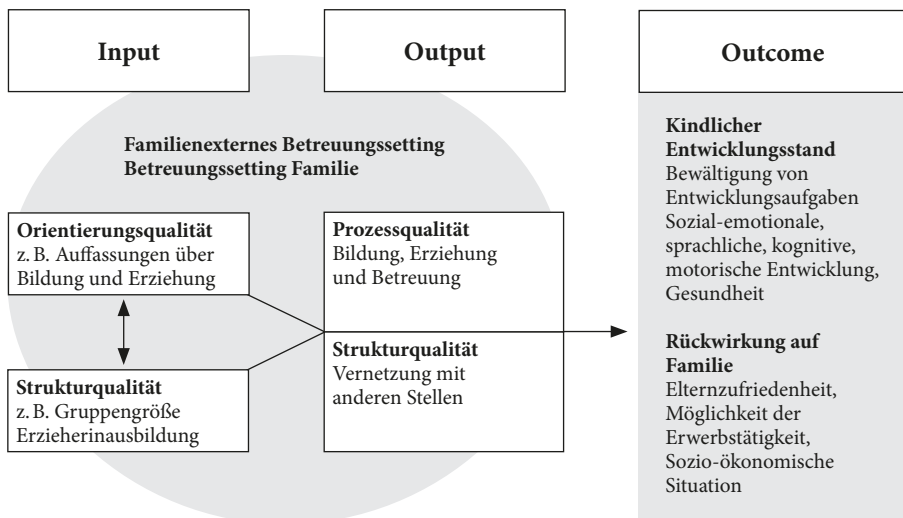 Input
Output
Outcome
Familienexternes Betreuungssetting
Betreuungssetting Familie
Orientierungsqualität
z. B. Auffassungen über
Bildung und Erziehung
Strukturqualität
z. B. Gruppengröße
Erzieherinausbildung
Prozessqualität
Bildung, Erziehung
und Betreuung
Strukturqualität
Vernetzung mit
anderen Stellen
Kindlicher
Entwicklungsstand
Bewältigung von
Entwicklungsaufgaben
Sozial-emotionale,
sprachliche, kognitive,
motorische Entwicklung,
Gesundheit
Rückwirkung auf
Familie
Elternzufriedenheit,
Möglichkeit der
Erwerbstätigkeit,
Sozio-ökonomische
Situation